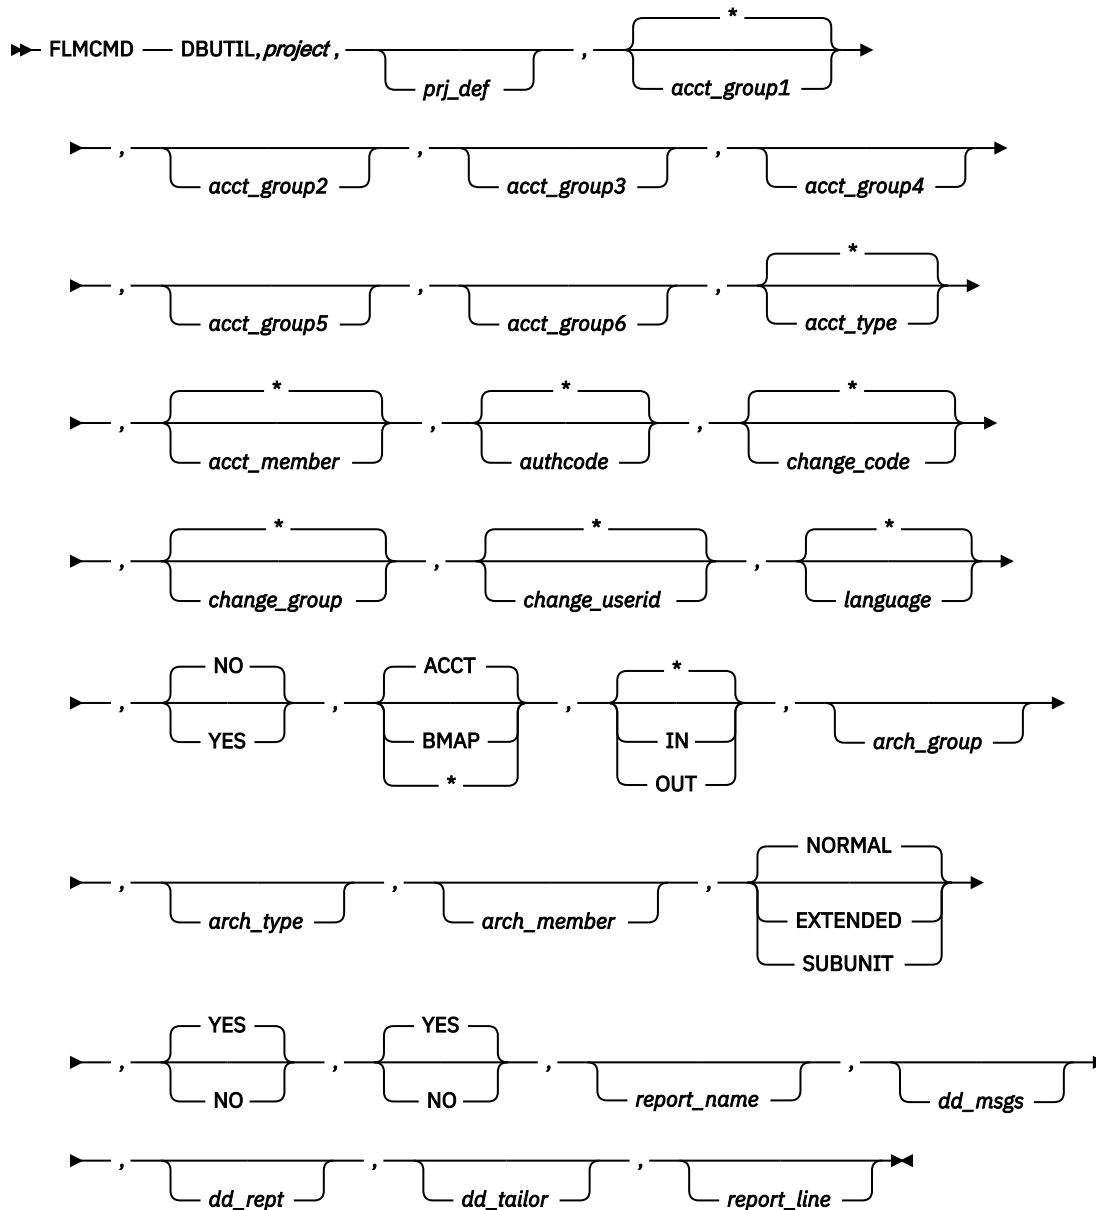 *
FLMCMD DBUTIL,project, , 
prj_def acct_group1
, , ,
acct_group2 acct_group3 acct_group4
*
, , ,
acct_group5 acct_group6 acct_type
* * *
, , ,
acct_member authcode change_code
* * *
, , ,
change_group change_userid language
NO ACCT *
, , , ,
YES BMAP IN arch_group
* OUT
NORMAL
, , ,
arch_type arch_member EXTENDED
SUBUNIT
YES YES
, , , ,
NO NO report_name dd_msgs
, , ,
dd_rept dd_tailor report_line